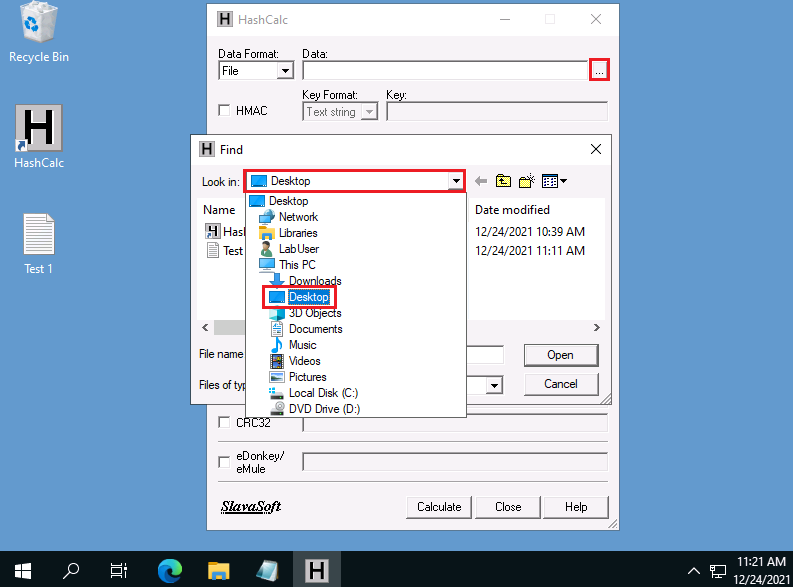 Recycle Bin
HashCalc
Test 1
H HashCalc
Data Format:
Data:
File
...
HMAC
Key Format:
Key:
Text string
H Find
Look in:
Desktop
Name
Date modified
Hash
12/24/2021 10:39 AM
Test
12/24/2021 11:11 AM
Desktop
Network
Libraries
LabUser
This PC
Downloads
Desktop
3D Objects
Documents
Music
Videos
Pictures
Local Disk (C:)
DVD Drive (D:)
File name
Open
Files of typ
Cancel
CRC32
eDonkey/
eMule
SlavaSoft
Calculate
Close
Help
11:21 AM
12/24/2021